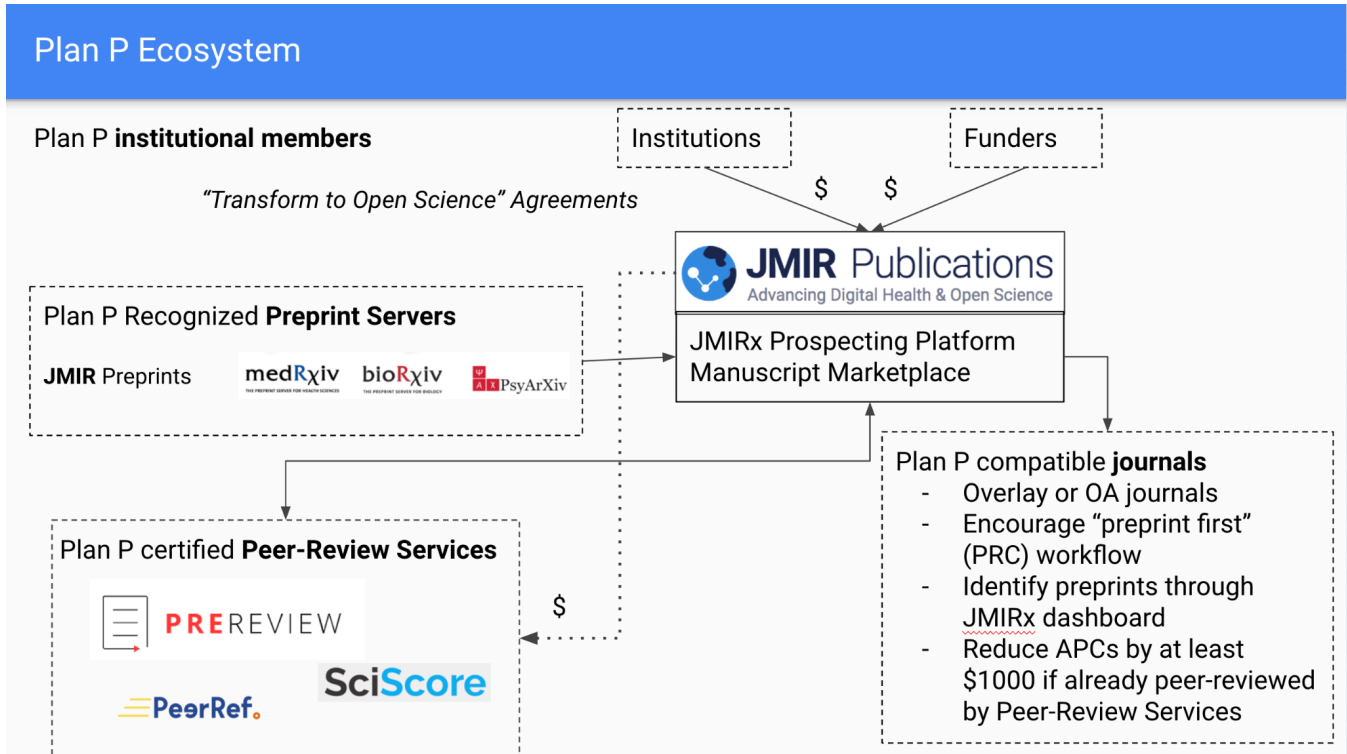 Plan P Ecosystem
Plan P institutional members
Institutions
Funders
“Transform to Open Science” Agreements
$
$
JMIR Publications
Advancing Digital Health & Open Science
JMIRx Prospecting Platform
Manuscript Marketplace
Plan P Recognized Preprint Servers
JMIR Preprints
medRχiv
THE PREPRINT SERVER FOR HEALTH SCIENCES
bioRχiv
THE PREPRINT SERVER FOR BIOLOGY
Ψ
A X
PsyArXiv
Plan P certified Peer-Review Services
PREREVIEW
SciScore
PeerRef.
$
Plan P compatible journals
- Overlay or OA journals
- Encourage “preprint first”
(PRC) workflow
- Identify preprints through
JMIRx dashboard
- Reduce APCs by at least
$1000 if already peer-reviewed
by Peer-Review Services